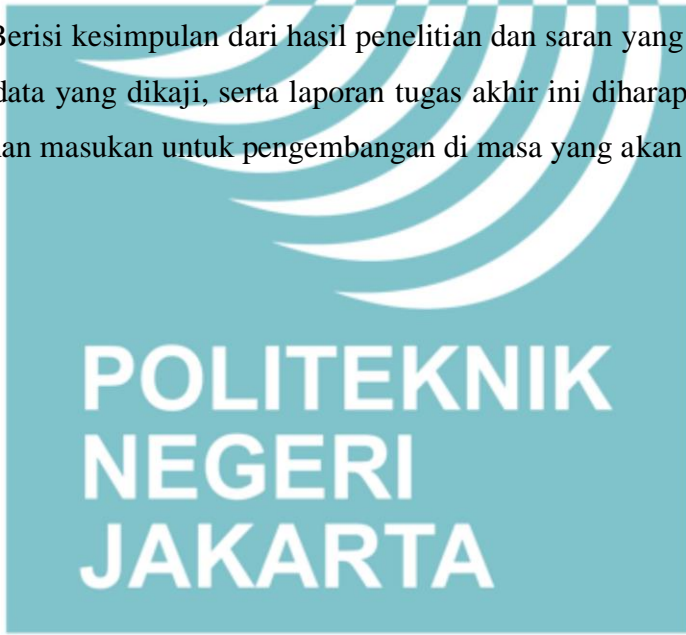 Berisi kesimpulan dari hasil penelitian dan saran yang
data yang dikaji, serta laporan tugas akhir ini diharap
an masukan untuk pengembangan di masa yang akan
POLITEKNIK
NEGERI
JAKARTA